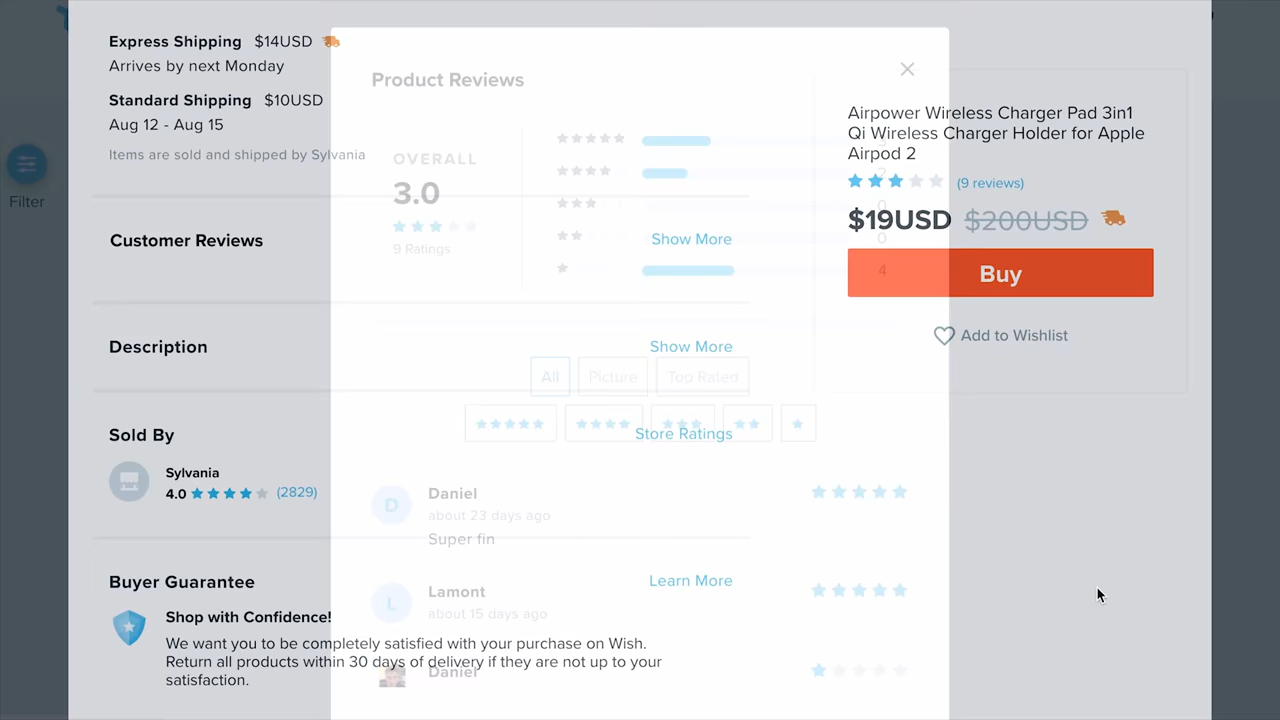 Express Shipping $14USD
Arrives by next Monday
Standard Shipping $10USD
Aug 12 - Aug 15
Items are sold and shipped by Sylvania
Filter
Customer Reviews
Show More
Description
Show More
Sold By
Store Ratings
Sylvania
4.0 (2829)
Buyer Guarantee
Learn More
Shop with Confidence!
We want you to be completely satisfied with your purchase on Wish.
Return all products within 30 days of delivery if they are not up to your
satisfaction.
Product Reviews
OVERALL
3.0
9 Ratings
0
0
4
All Picture Top Rated
D
Daniel
about 23 days ago
Super fin
L
Lamont
about 15 days ago
Daniel
Airpower Wireless Charger Pad 3in1
Qi Wireless Charger Holder for Apple
Airpod 2
(9 reviews)
$19USD $200USD
Buy
Add to Wishlist